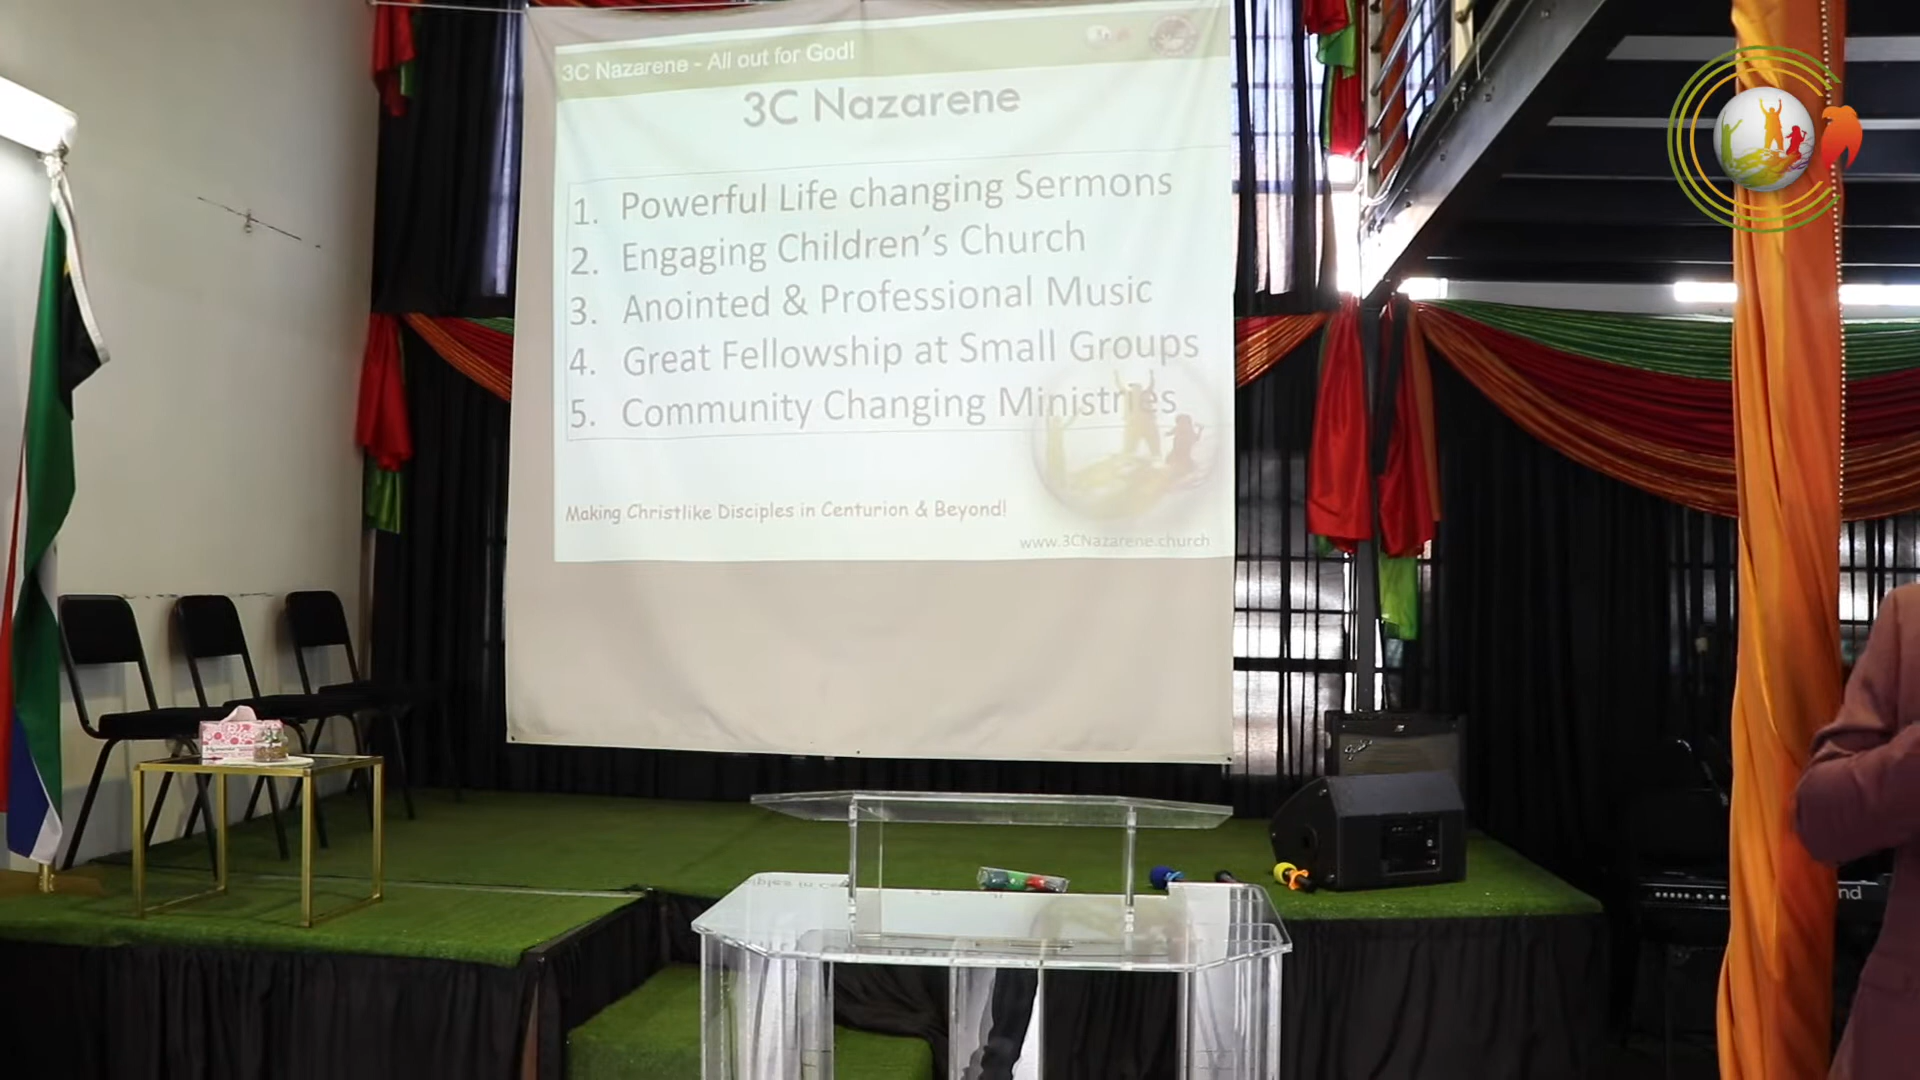 3C Nazarene - All out for God!
3C Nazarene
1. Powerful Life changing Sermons
2. Engaging Children's Church
3. Anointed & Professional Music
4. Great Fellowship at Small Groups
5. Community Changing Ministries
Making Christlike Disciples in Centurion & Beyond!
www.3CNazarene.church